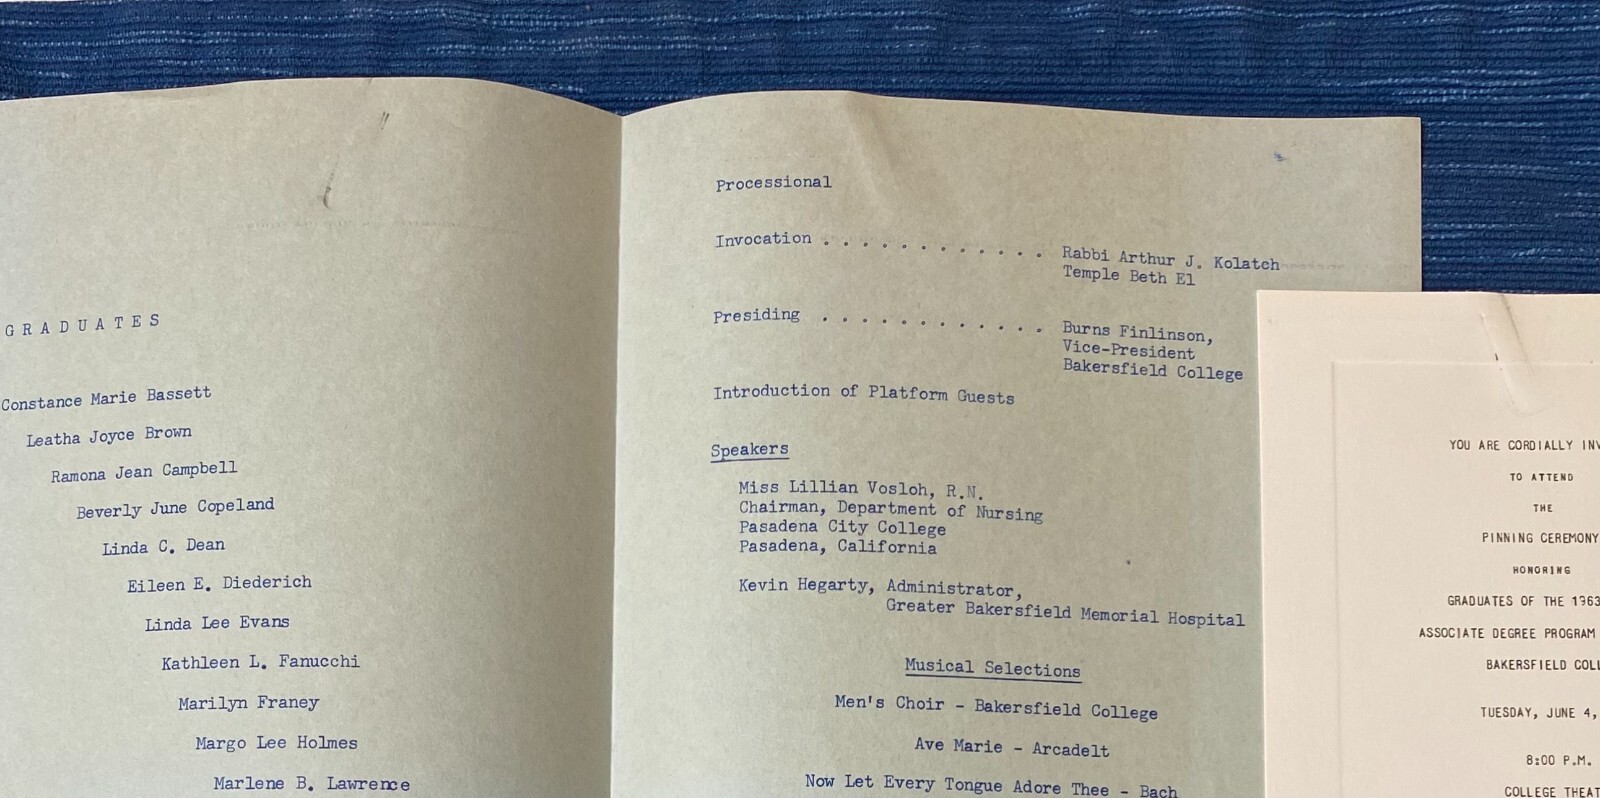 GRADUATES
Constance Marie Bassett
Leatha Joyce Brown
Ramona Jean Campbell
Beverly June Copeland
Linda C. Dean
Eileen E. Diederich
Linda Lee Evans
Kathleen L. Fanucchi
Marilyn Franey
Margo Lee Holmes
Marlene B. Lawrence
Processional
Invocation . . . . . . . . . . . . Rabbi Arthur J. Kolatch
Temple Beth El
Presiding . . . . . . . . . . . . Burns Finlinson,
Vice-President
Bakersfield College
Introduction of Platform Guests
Speakers
Miss Lillian Vosloh, R.N.
Chairman, Department of Nursing
Pasadena City College
Pasadena, California
Kevin Hegarty, Administrator,
Greater Bakersfield Memorial Hospital
Musical Selections
Men's Choir - Bakersfield College
Ave Marie - Arcadelt
Now Let Every Tongue Adore Thee - Bach
YOU ARE CORDIALLY
TO ATTEND
THE
PINNING CEREMONY
HONORING
GRADUATES OF THE 1963
ASSOCIATE DEGREE PROGRAM
BAKERSFIELD
TUESDAY, JUNE 4,
8:00 P.M.
COLLEGE